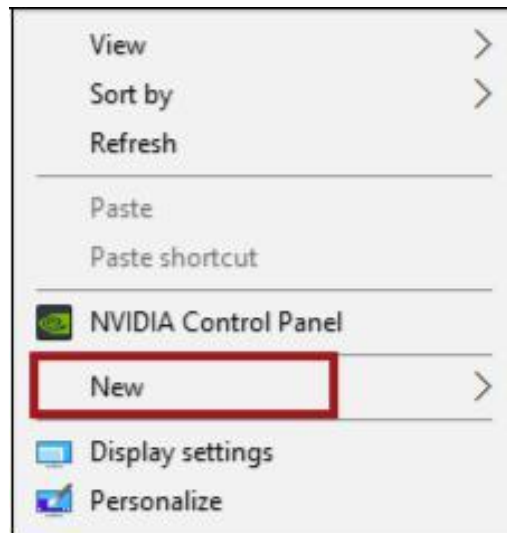 View
Sort by
Refresh
Paste
Paste shortcut
NVIDIA Control Panel
New
Display settings
Personalize